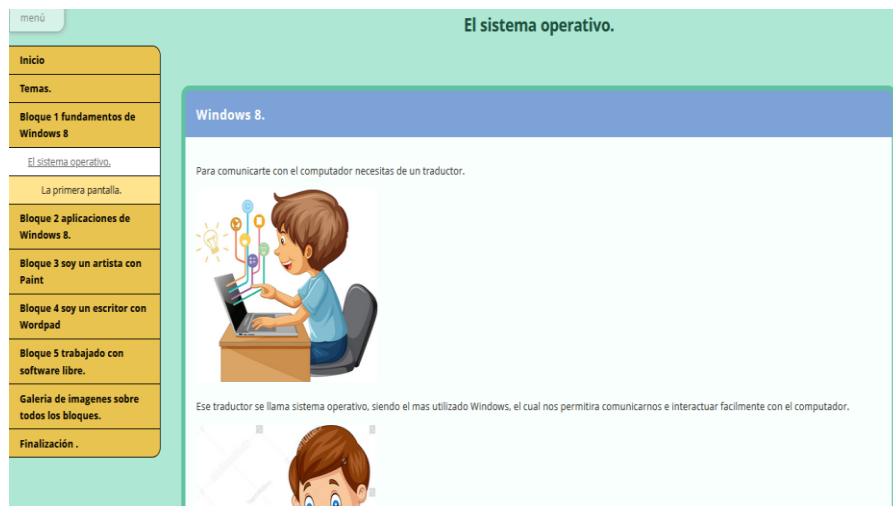 menú
El sistema operativo.
Inicio
Temas.
Bloque 1 fundamentos de
Windows 8
El sistema operativo.
La primera pantalla.
Bloque 2 aplicaciones de
Windows 8.
Bloque 3 soy un artista con
Paint
Bloque 4 soy un escritor con
Wordpad
Bloque 5 trabajado con
software libre.
Galeria de imagenes sobre
todos los bloques.
Finalización .
Windows 8.
Para comunicarte con el computador necesitas de un traductor.
Ese traductor se llama sistema operativo, siendo el mas utilizado Windows, el cual nos permitira comunicarnos e interactuar facilmente con el computador.